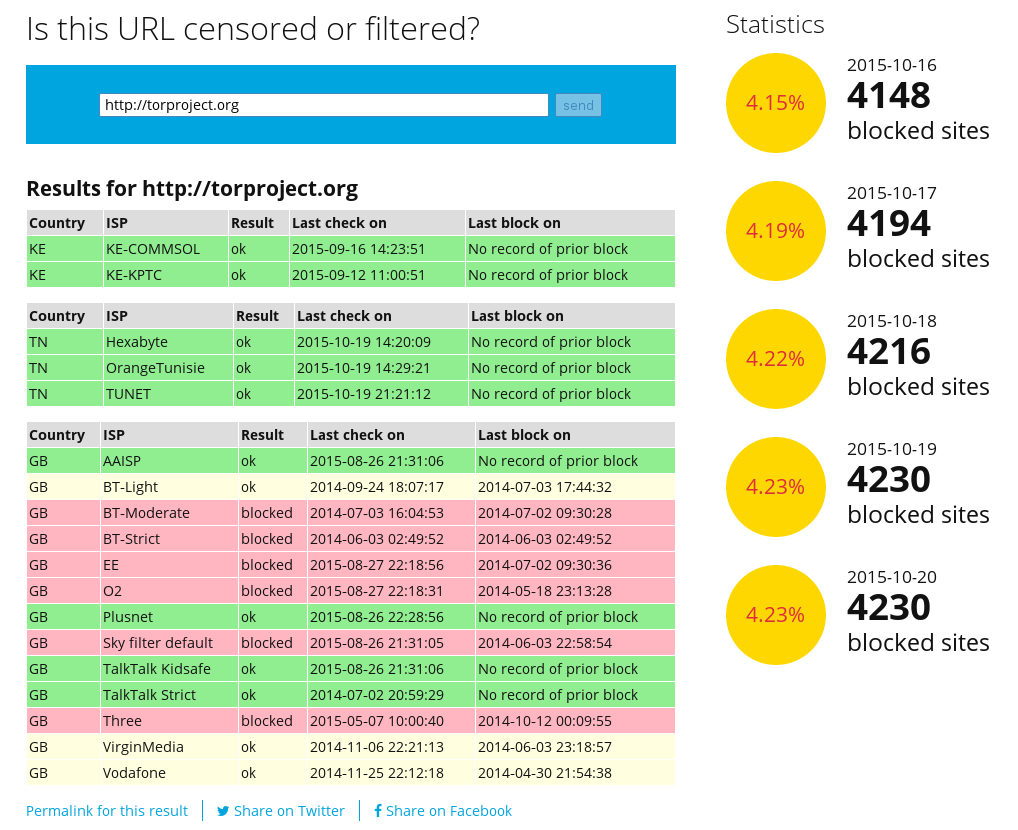 Is this URL censored or filtered?
http://torproject.org send
Results for http://torproject.org
Country ISP Result Last check on Last block on
KE KE-COMMSOL ok 2015-09-16 14:23:51 No record of prior block
KE KE-KPTC ok 2015-09-12 11:00:51 No record of prior block
Country ISP Result Last check on Last block on
TN Hexabyte ok 2015-10-19 14:20:09 No record of prior block
TN OrangeTunisie ok 2015-10-19 14:29:21 No record of prior block
TN TUNET ok 2015-10-19 21:21:12 No record of prior block
Country ISP Result Last check on Last block on
GB AAISP ok 2015-08-26 21:31:06 No record of prior block
GB BT-Light ok 2014-09-24 18:07:17 2014-07-03 17:44:32
GB BT-Moderate blocked 2014-07-03 16:04:53 2014-07-02 09:30:28
GB BT-Strict blocked 2014-06-03 02:49:52 2014-06-03 02:49:52
GB EE blocked 2015-08-27 22:18:56 2014-07-02 09:30:36
GB O2 blocked 2015-08-27 22:18:31 2014-05-18 23:13:28
GB Plusnet ok 2015-08-26 22:28:56 No record of prior block
GB Sky filter default blocked 2015-08-26 21:31:05 2014-06-03 22:58:54
GB TalkTalk Kidsafe ok 2015-08-26 21:31:06 No record of prior block
GB TalkTalk Strict ok 2014-07-02 20:59:29 No record of prior block
GB Three blocked 2015-05-07 10:00:40 2014-10-12 00:09:55
GB VirginMedia ok 2014-11-06 22:21:13 2014-06-03 23:18:57
GB Vodafone ok 2014-11-25 22:12:18 2014-04-30 21:54:38
Permalink for this result Share on Twitter Share on Facebook
Statistics
2015-10-16
4.15% 4148
blocked sites
2015-10-17
4.19% 4194
blocked sites
2015-10-18
4.22% 4216
blocked sites
2015-10-19
4.23% 4230
blocked sites
2015-10-20
4.23% 4230
blocked sites